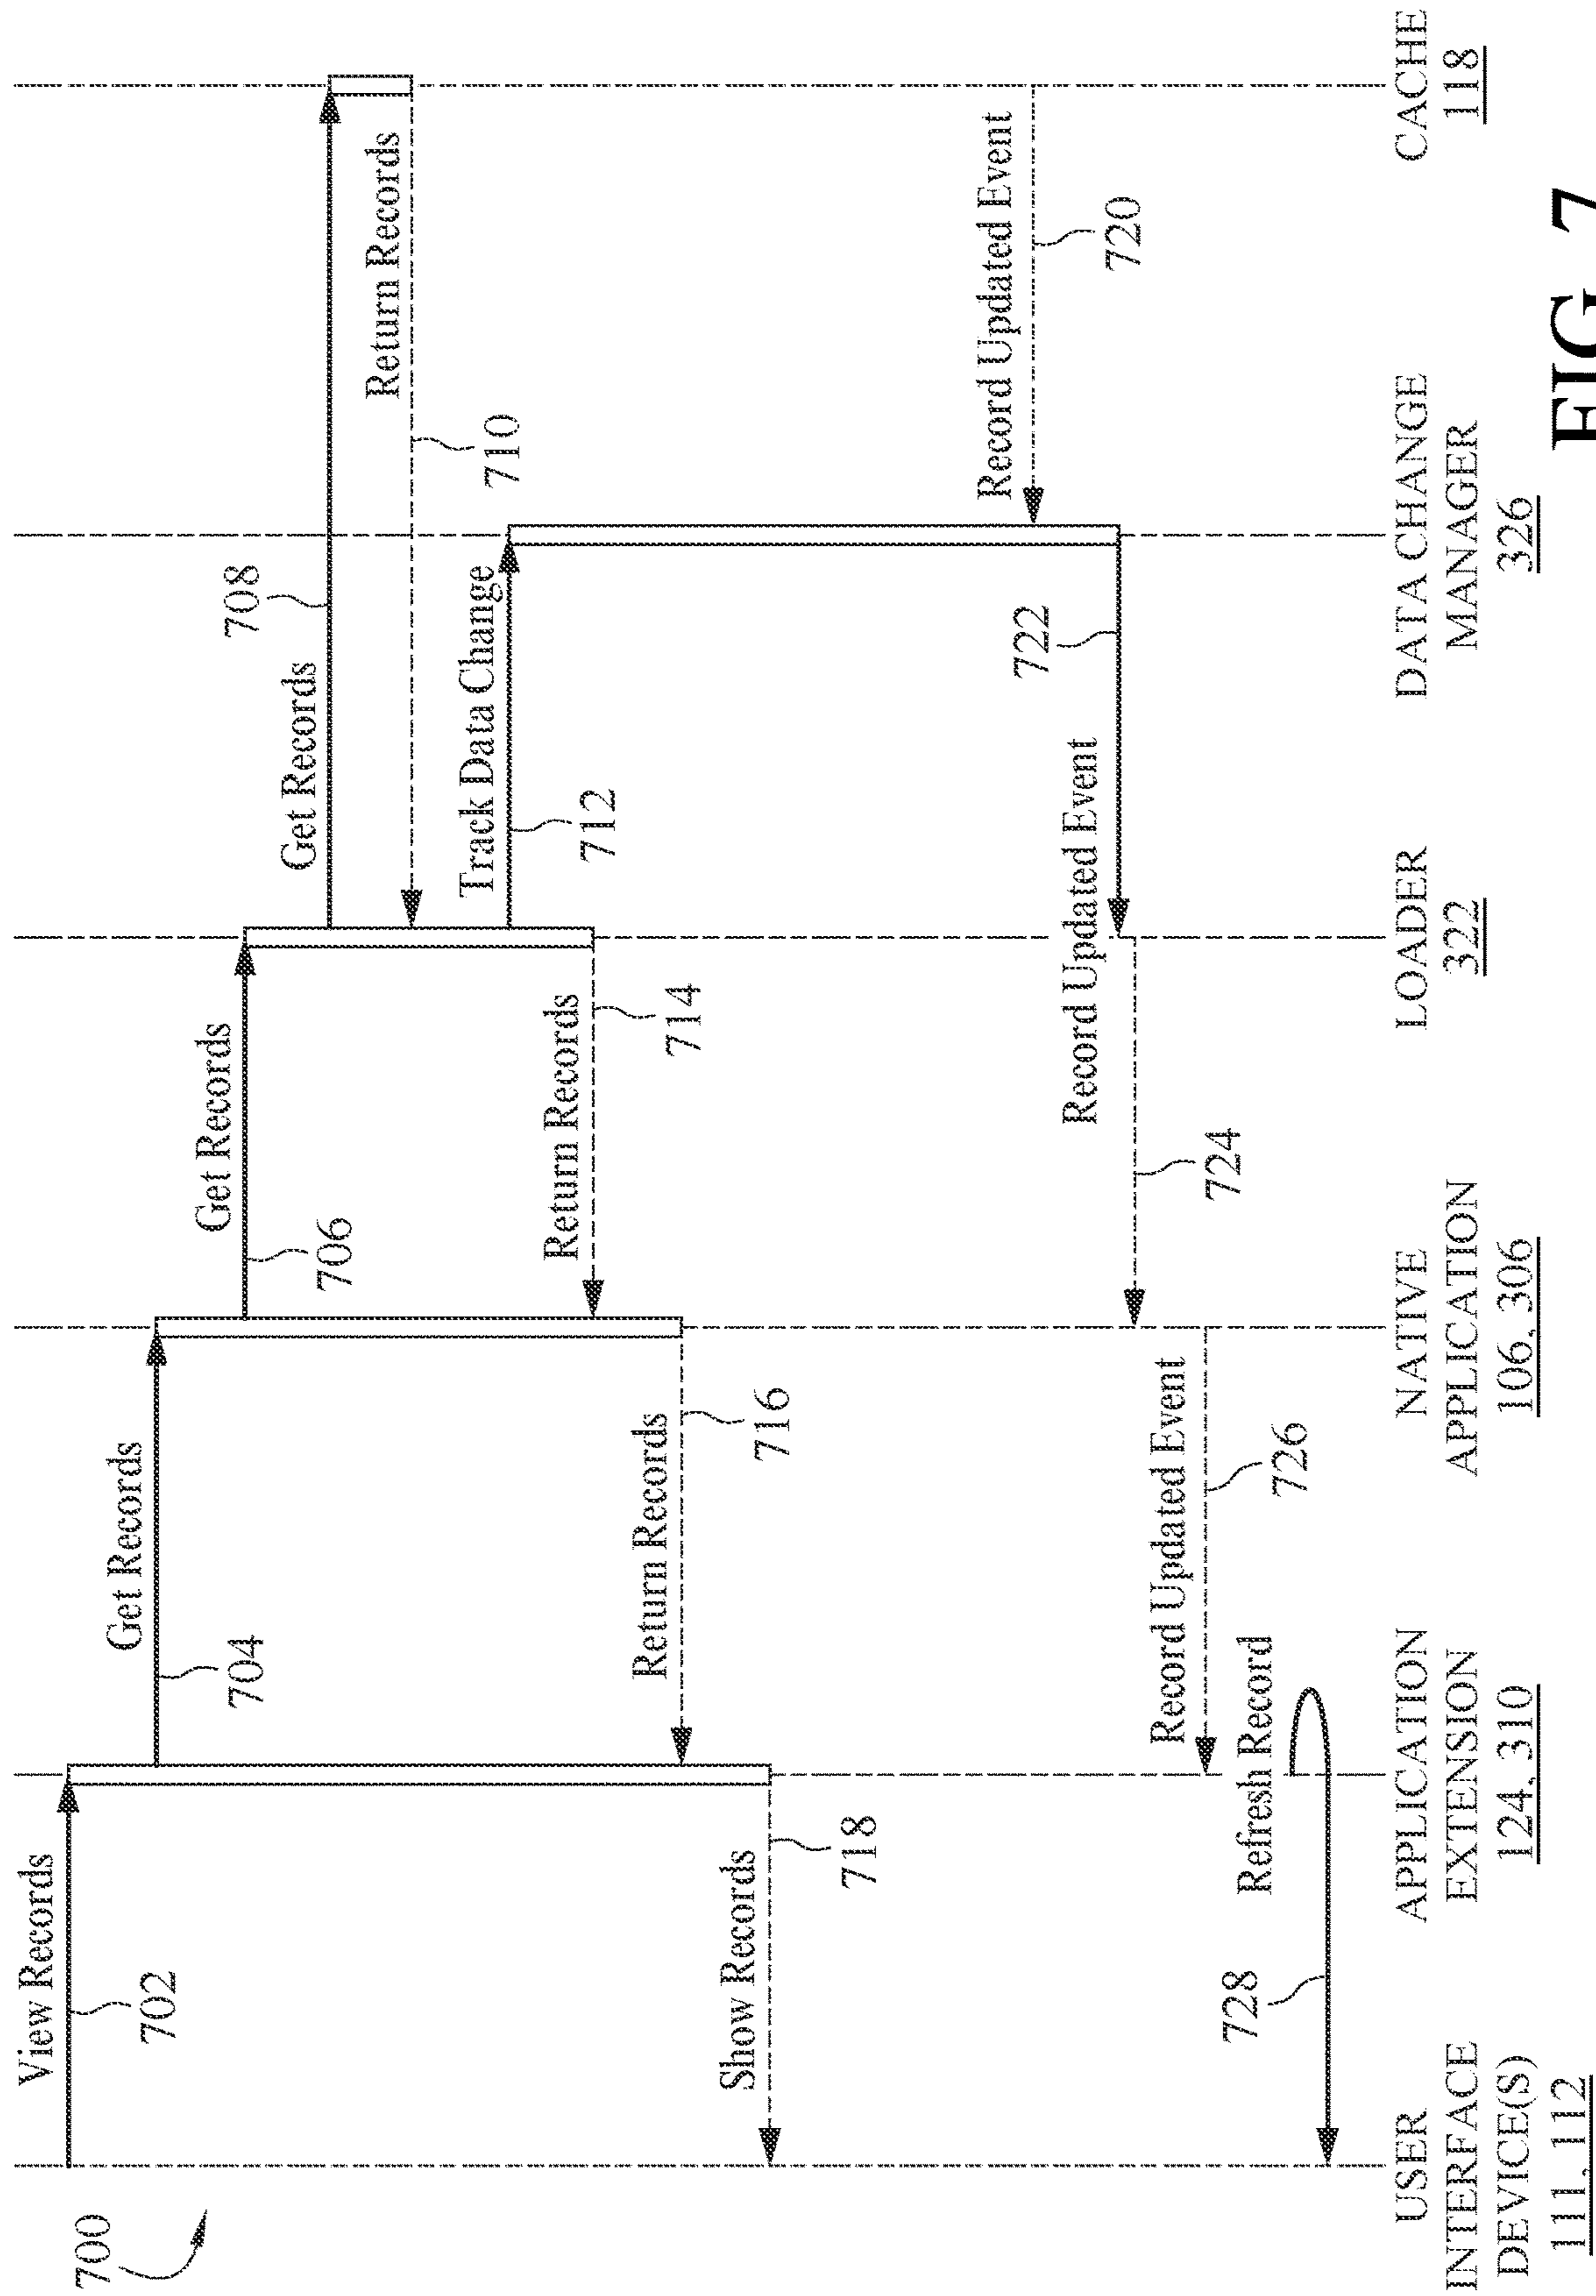 700
View Records
702
Get Records
704
Get Records
706
Get Records
708
Return Records
710
Track Data Change
712
Return Records
714
Return Records
716
Show Records
718
Record Updated Event
720
722
Record Updated Event
724
Record Updated Event
726
Refresh Record
728
USER
INTERFACE
DEVICE(S)
111, 112
APPLICATION
EXTENSION
124, 310
NATIVE
APPLICATION
106, 306
LOADER
322
DATA CHANGE
MANAGER
326
CACHE
118
FIG. 7